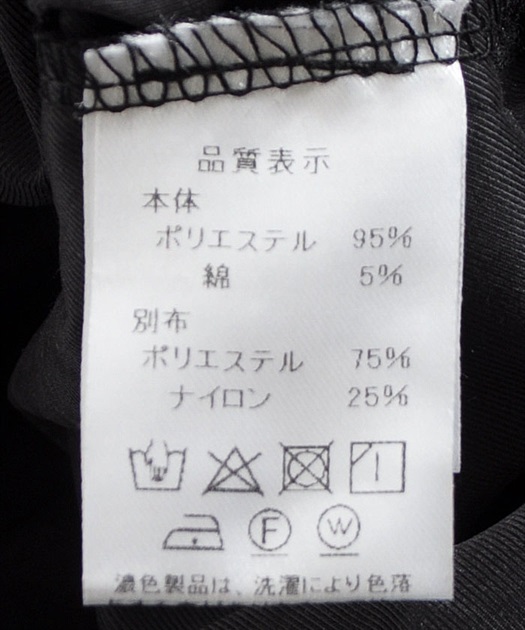 品質表示
本体
ポリエステル 95%
綿 5%
別布
ポリエステル 75%
ナイロン 25%
F W
濃色製品は、洗濯により色落